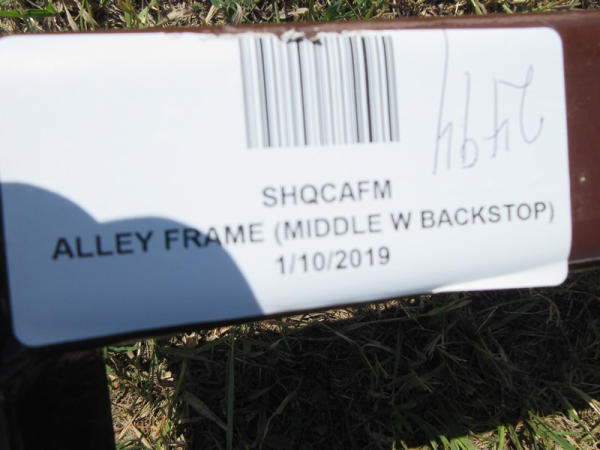 SHQCAFM
ALLEY FRAME (MIDDLE W BACKSTOP)
1/10/2019